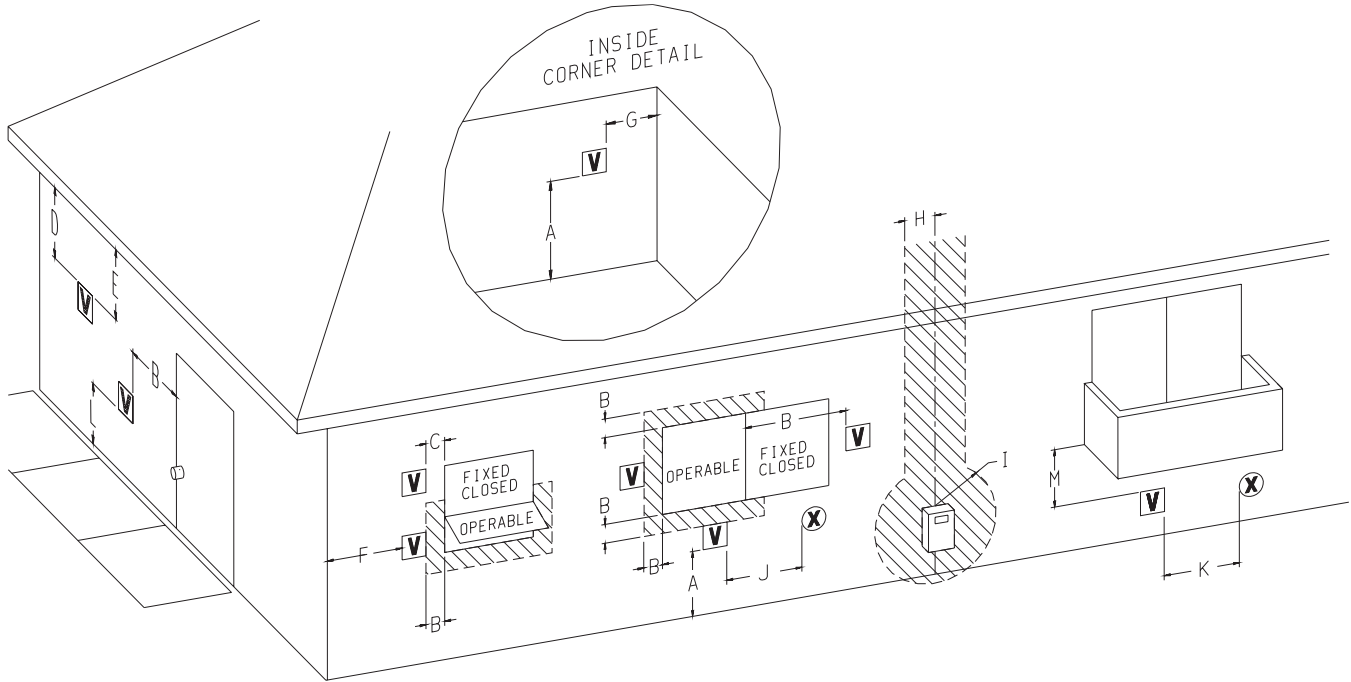 INSIDE
CORNER DETAIL
G
V
A
D
E
V
B
V
L
H
B
C
V
FIXED
CLOSED
OPERABLE
V
F
B
B
V
OPERABLE
FIXED
CLOSED
V
B
V
B
A
J
X
I
M
V
X
K